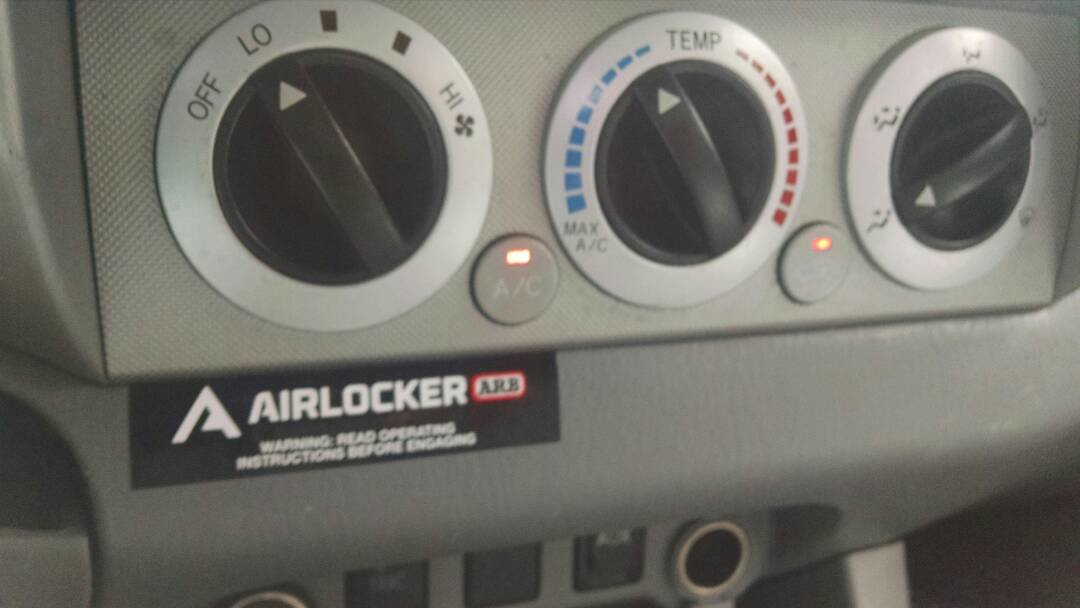 OFF
LO
HI
TEMP
MAX
A/C
A/C
AIRLOCKER ARB
WARNING: READ OPERATING
INSTRUCTIONS BEFORE ENGAGING